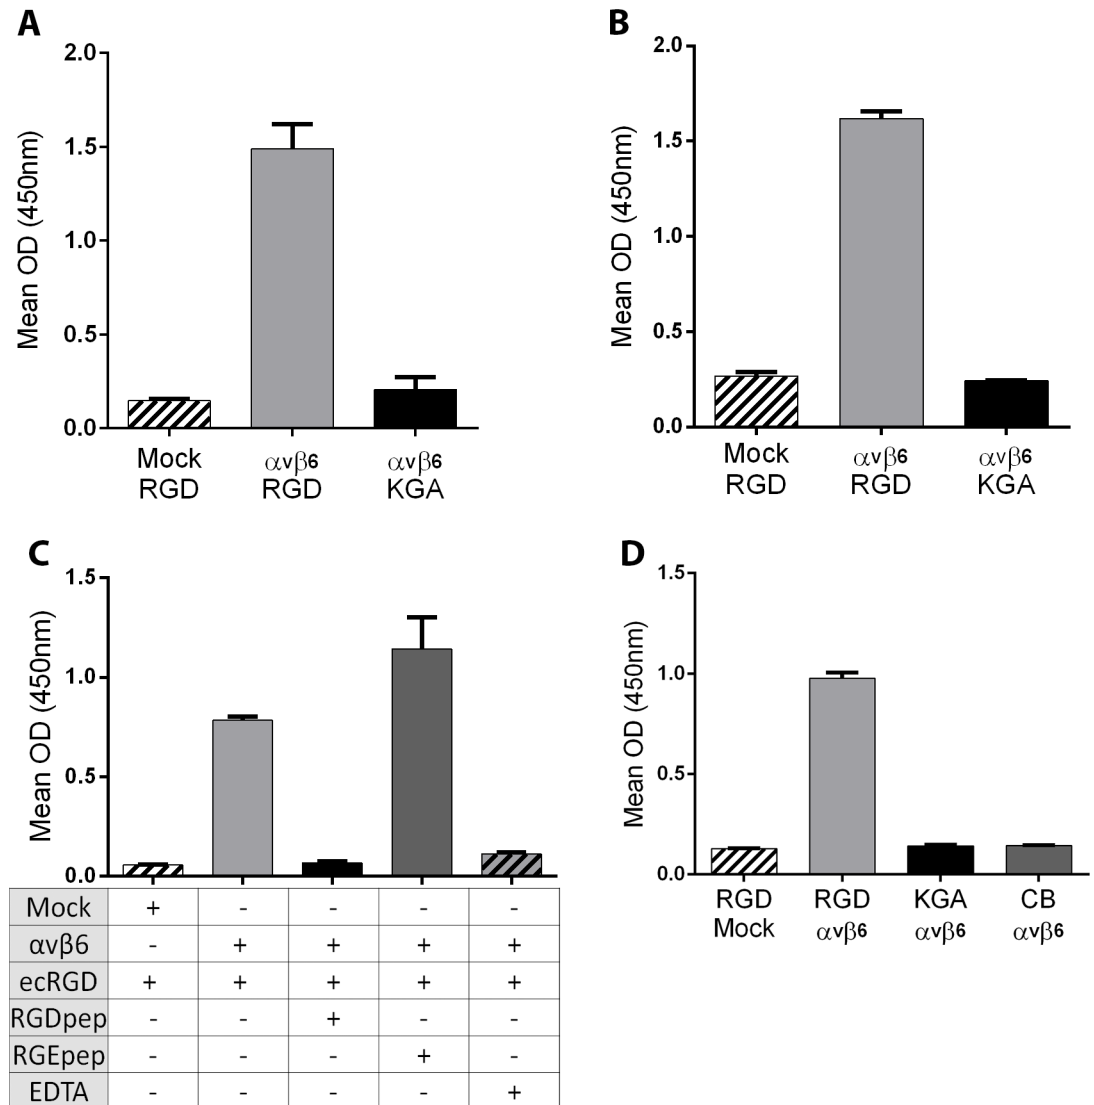 A
Mean OD (450nm)
2.0
1.5
1.0
0.5
0.0
Mock αvβ6 αvβ6
RGD RGD KGA
B
Mean OD (450nm)
2.0
1.5
1.0
0.5
0.0
Mock αvβ6 αvβ6
RGD RGD KGA
C
Mean OD (450nm)
1.5
1.0
0.5
0.0
Mock + - - - -
αvβ6 - + + + +
ecRGD + + + + +
RGDpep - - + - -
RGEpep - - - + -
EDTA - - - - +
D
Mean OD (450nm)
1.5
1.0
0.5
0.0
RGD RGD KGA CB
Mock αvβ6 αvβ6 αvβ6